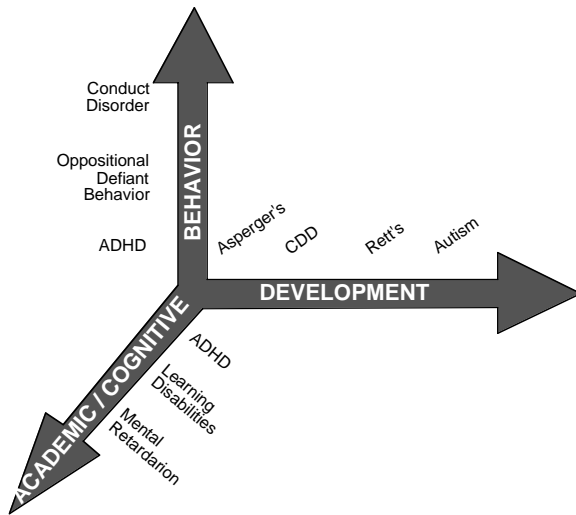 Conduct
Disorder
Oppositional
Defiant
Behavior
ADHD
BEHAVIOR
Asperger's
CDD
Rett's
Autism
DEVELOPMENT
ACADEMIC / COGNITIVE
ADHD
Learning
Disabilities
Mental
Retardarion